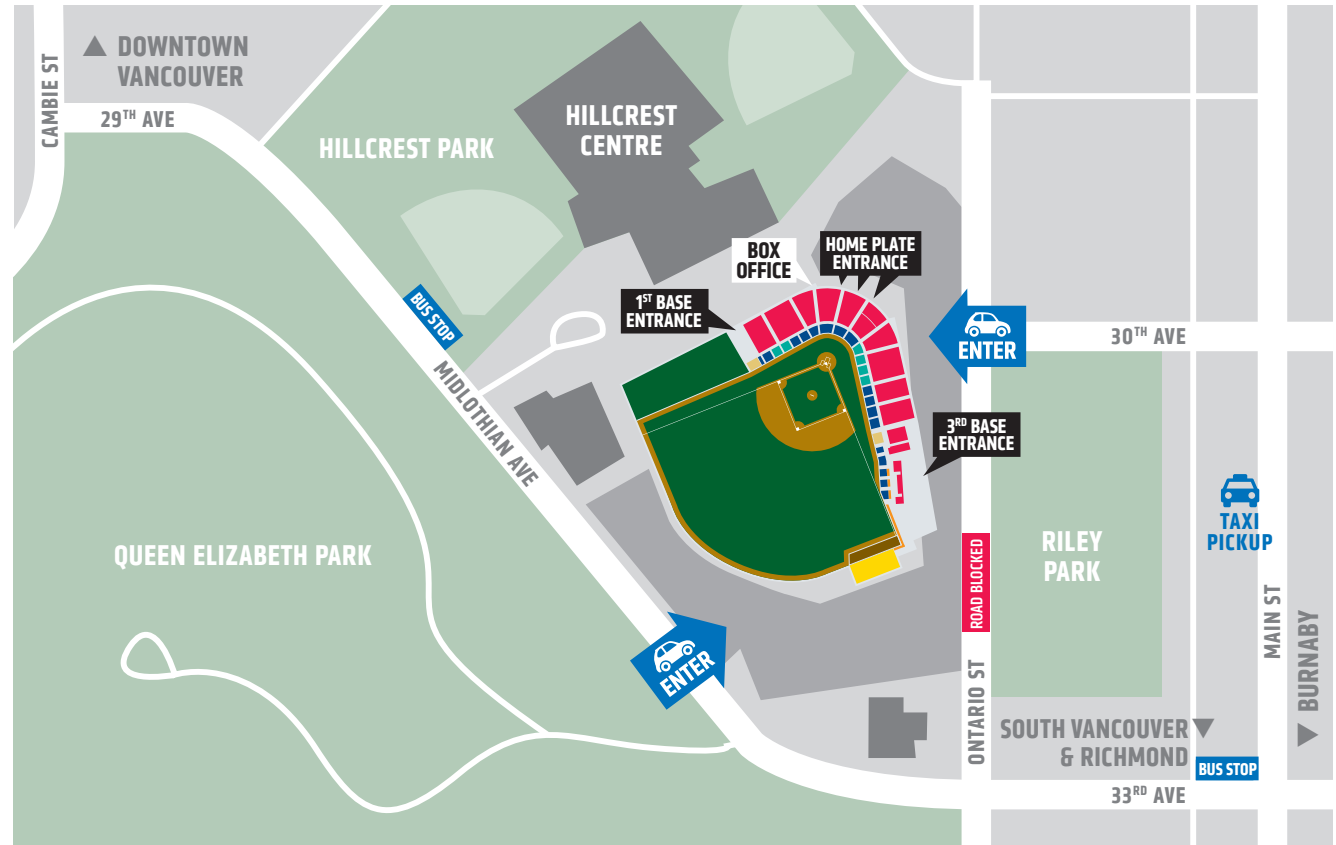 DOWNTOWN
VANCOUVER
CAMBIE ST
29TH AVE
HILLCREST PARK
HILLCREST
CENTRE
BOX
OFFICE
HOME PLATE
ENTRANCE
1ST BASE
ENTRANCE
BUS STOP
ENTER
30TH AVE
MIDLOTHIAN AVE
3RD BASE
ENTRANCE
TAXI
PICKUP
QUEEN ELIZABETH PARK
RILEY
PARK
ROAD BLOCKED
MAIN ST
BURNABY
ENTER
ONTARIO ST
SOUTH VANCOUVER
& RICHMOND
BUS STOP
33RD AVE